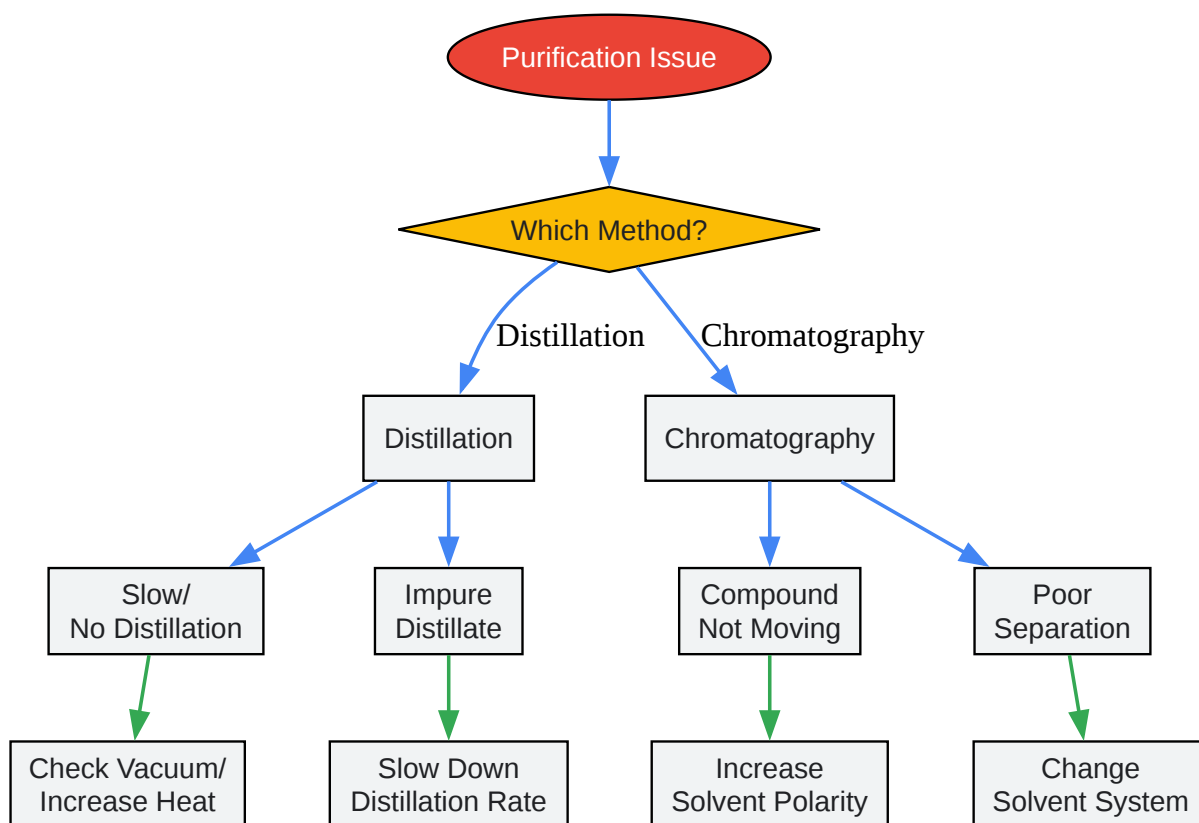 Purification Issue
Which Method?
Distillation
Chromatography
Distillation
Chromatography
Slow/
No Distillation
Impure
Distillate
Compound
Not Moving
Poor
Separation
Check Vacuum/
Increase Heat
Slow Down
Distillation Rate
Increase
Solvent Polarity
Change
Solvent System